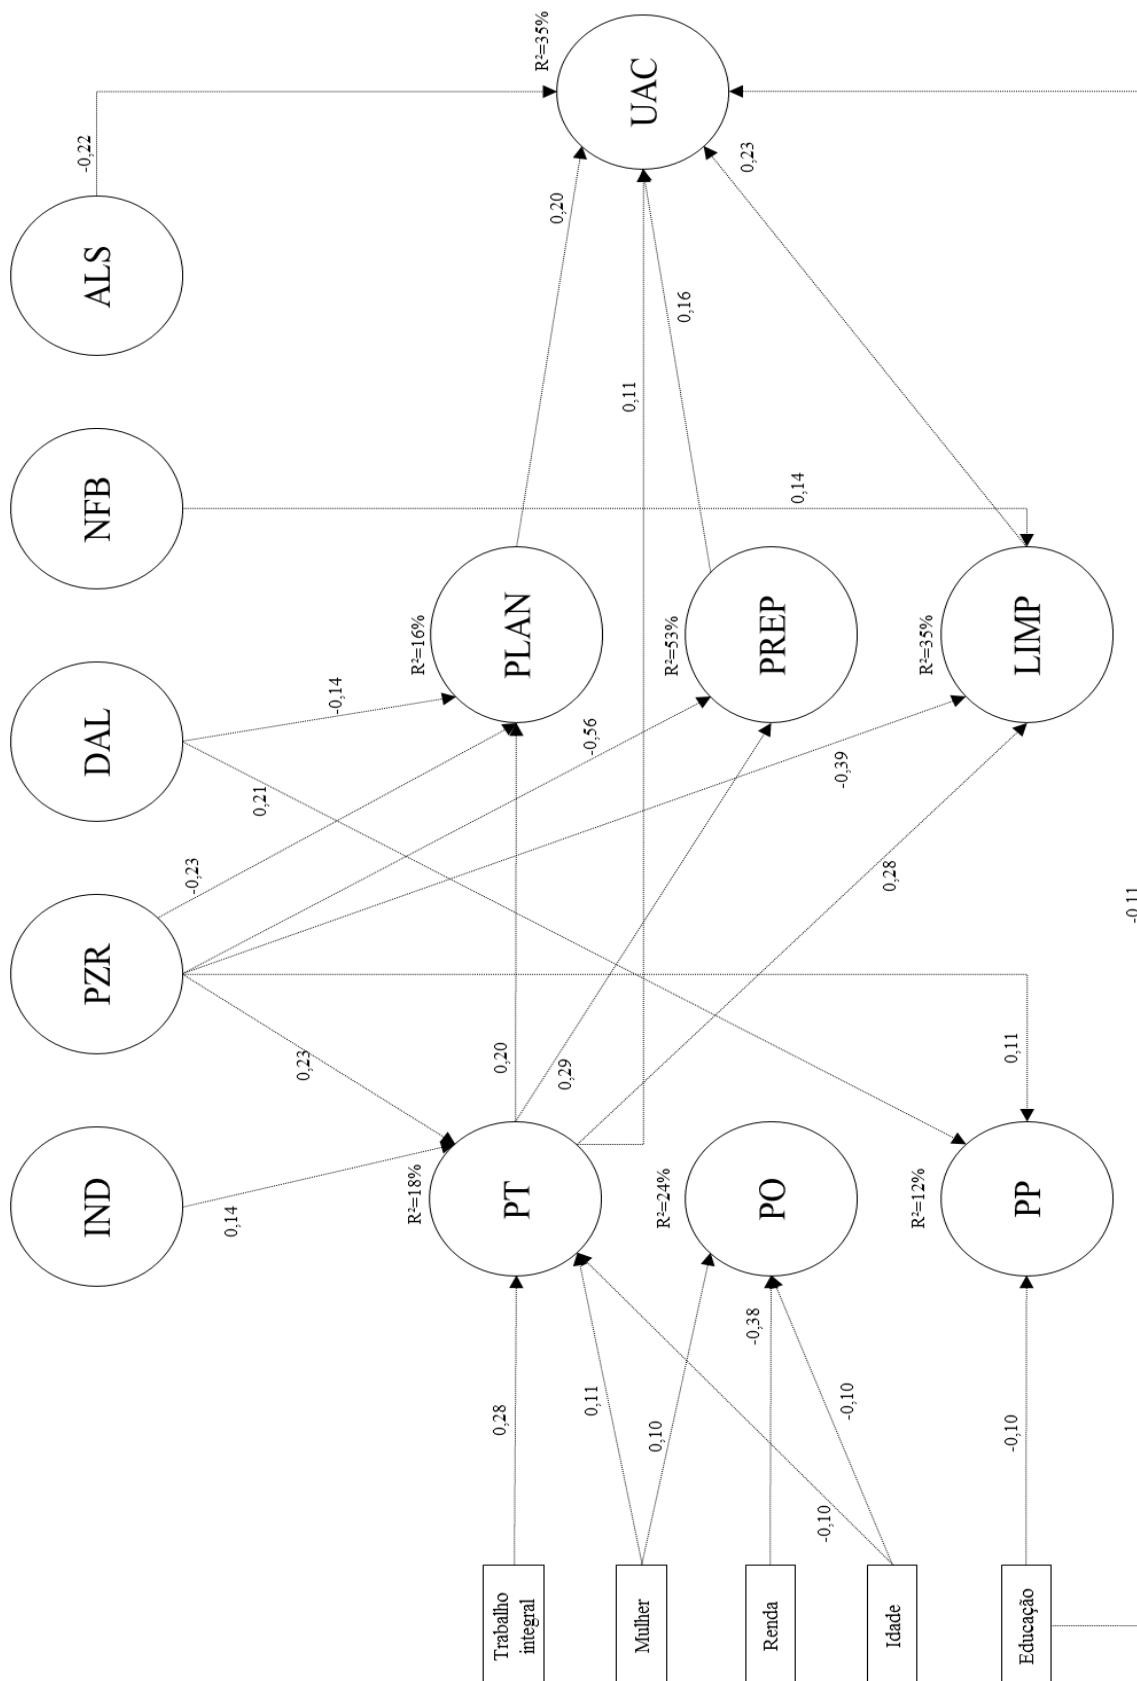 -0,22
IND
PZR
DAL
NFB
ALS
-0,23
0,14
0,21
0,23
-0,14
R²=18%
R²=16%
Trabalho
integral
0,28
0,20
PT
PLAN
R²=35%
0,20
0,29
0,11
-0,56
0,11
Mulher
UAC
0,10
R²=24%
R²=53%
0,16
-0,38
0,23
Renda
PO
PREP
0,14
-0,10
-0,39
-0,10
0,28
Idade
R²=12%
R²=35%
-0,10
0,11
Educação
PP
LIMP
-0,11